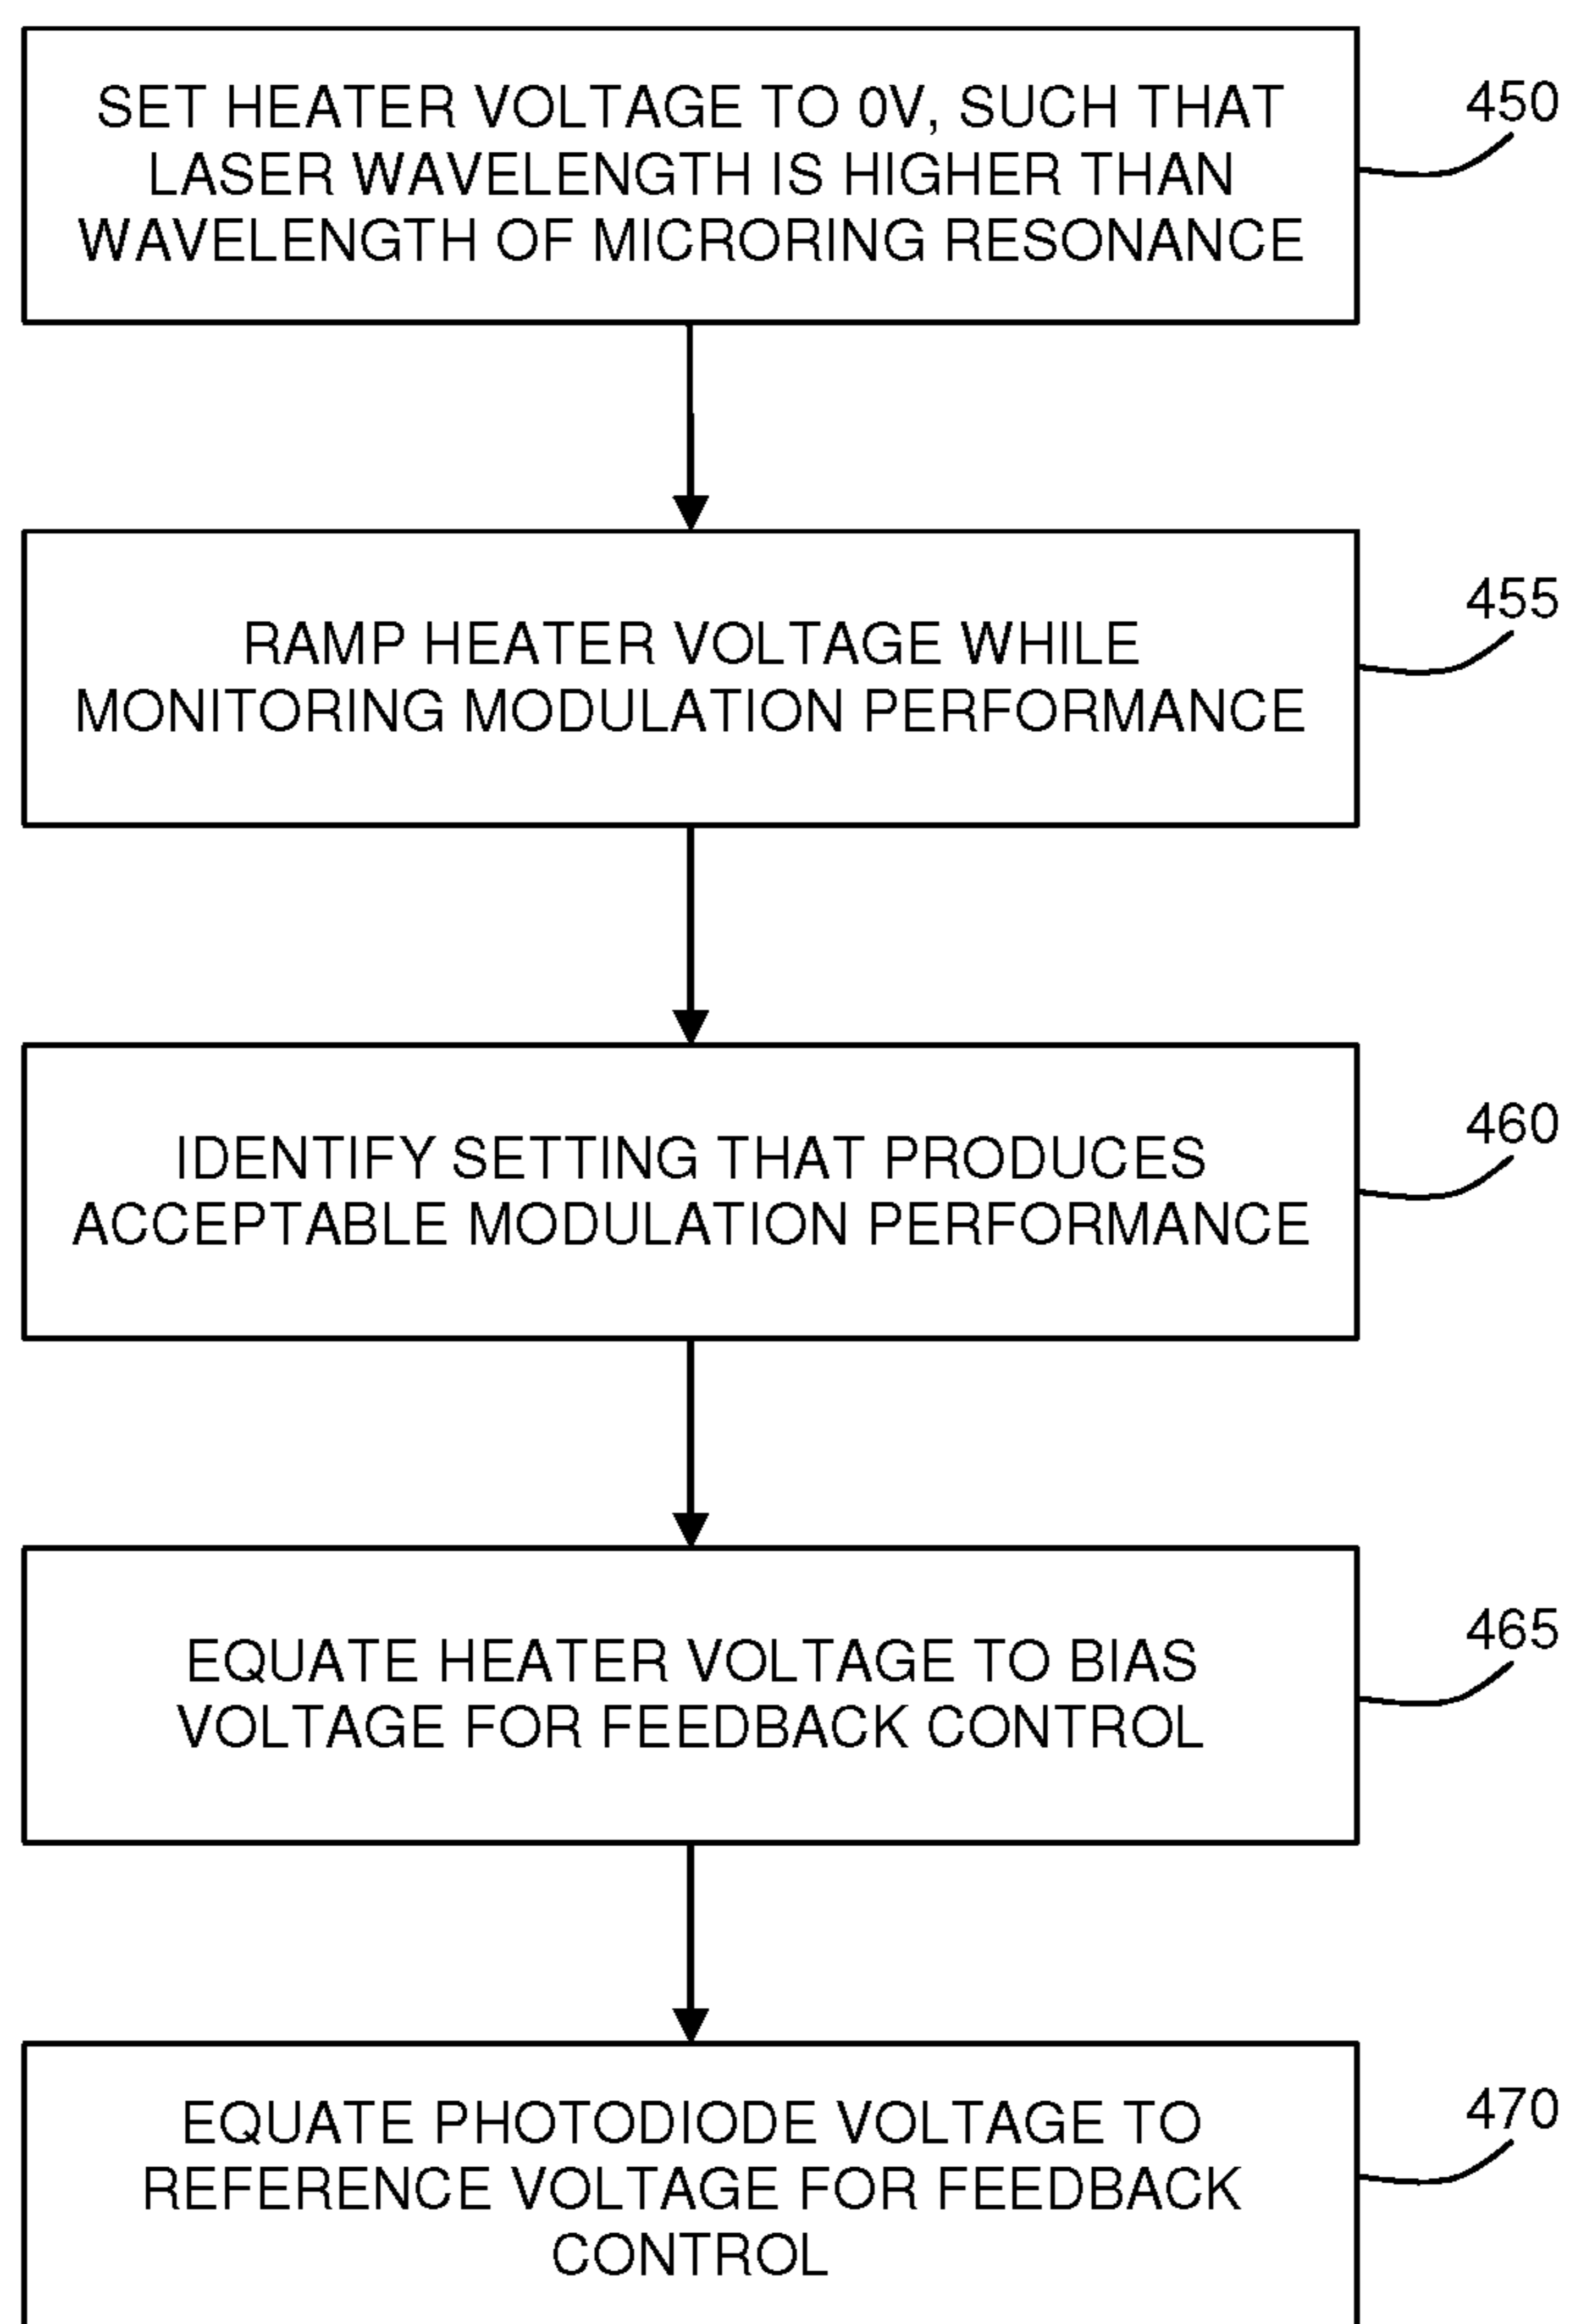 SET HEATER VOLTAGE TO 0V, SUCH THAT
LASER WAVELENGTH IS HIGHER THAN
WAVELENGTH OF MICRORING RESONANCE
450
RAMP HEATER VOLTAGE WHILE
MONITORING MODULATION PERFORMANCE
455
IDENTIFY SETTING THAT PRODUCES
ACCEPTABLE MODULATION PERFORMANCE
460
EQUATE HEATER VOLTAGE TO BIAS
VOLTAGE FOR FEEDBACK CONTROL
465
EQUATE PHOTODIODE VOLTAGE TO
REFERENCE VOLTAGE FOR FEEDBACK
CONTROL
470